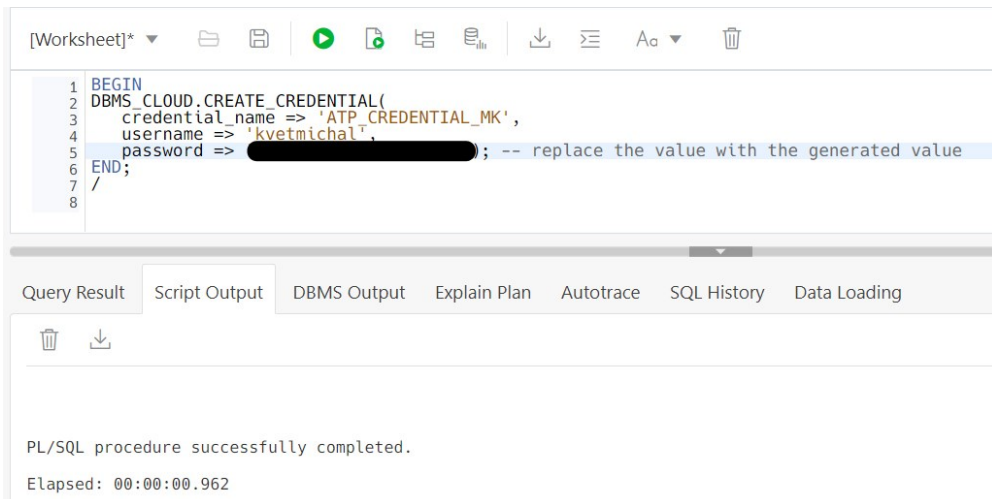 [Worksheet]* Aa
1 BEGIN
2 DBMS_CLOUD.CREATE_CREDENTIAL(
3 credential_name => 'ATP_CREDENTIAL_MK',
4 username => 'kvetmichal',
5 password => ); -- replace the value with the generated value
6 END;
7 /
8
Query Result Script Output DBMS Output Explain Plan Autotrace SQL History Data Loading
PL/SQL procedure successfully completed.
Elapsed: 00:00:00.962